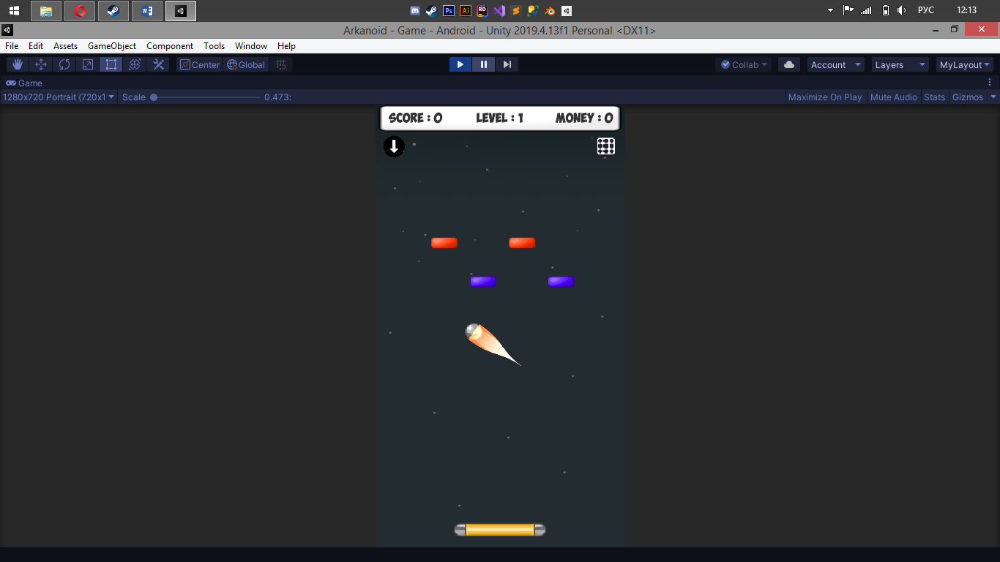 РУС 12:13
Arkanoid - Game - Android - Unity 2019.4.13f1 Personal <DX11>
File Edit Assets GameObject Component Tools Window Help
Center Global Collab Account Layers MyLayout
Game
1280x720 Portrait (720x1 Scale 0.473: Maximize On Play Mute Audio Stats Gizmos
SCORE : 0 LEVEL : 1 MONEY : 0